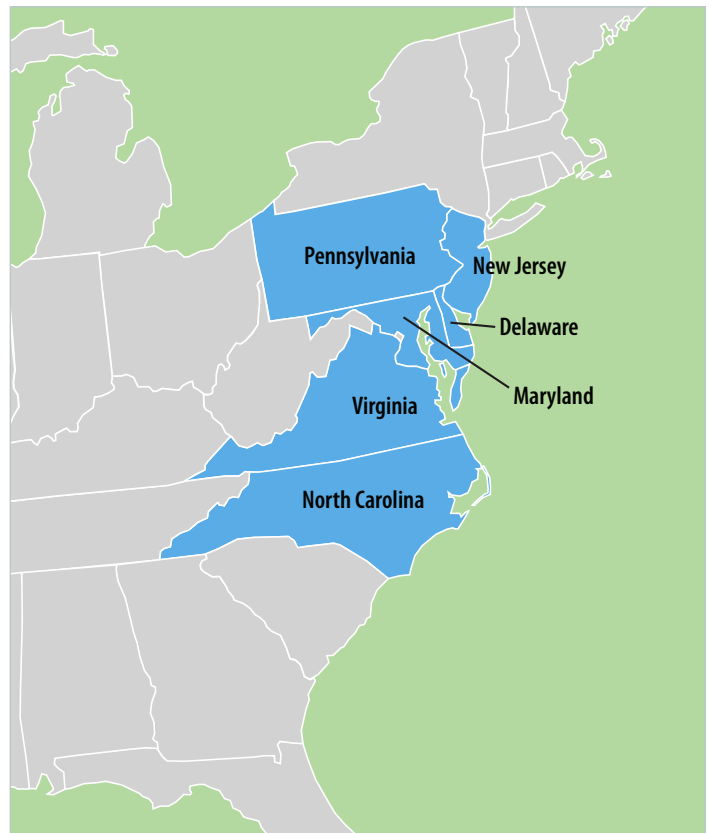 Pennsylvania
New Jersey
Delaware
Maryland
Virginia
North Carolina